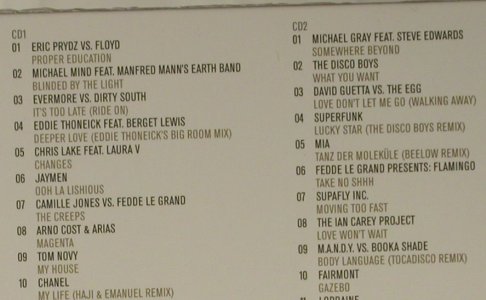 CD1
01 ERIC PRYDZ VS. FLOYD
PROPER EDUCATION
02 MICHAEL MIND FEAT. MANFRED MANN'S EARTH BAND
BLINDED BY THE LIGHT
03 EVERMORE VS. DIRTY SOUTH
IT'S TOO LATE (RIDE ON)
04 EDDIE THONEICK FEAT. BERGET LEWIS
DEEPER LOVE (EDDIE THONEICK'S BIG ROOM MIX)
05 CHRIS LAKE FEAT. LAURA V
CHANGES
06 JAYMEN
OOH LA LISHIOUS
07 CAMILLE JONES VS. FEDDE LE GRAND
THE CREEPS
08 ARNO COST & ARIAS
MAGENTA
09 TOM NOVY
MY HOUSE
10 CHANEL
MY LIFE (HAJI & EMANUEL REMIX)
CD2
01 MICHAEL GRAY FEAT. STEVE EDWARDS
SOMEWHERE BEYOND
02 THE DISCO BOYS
WHAT YOU WANT
03 DAVID GUETTA VS. THE EGG
LOVE DON'T LET ME GO (WALKING AWAY)
04 SUPERFUNK
LUCKY STAR (THE DISCO BOYS REMIX)
05 MIA
TANZ DER MOLEKÜLE (BEELOW REMIX)
06 FEDDE LE GRAND PRESENTS: FLAMINGO
TAKE NO SHHH
07 SUPAFLY INC.
MOVING TOO FAST
08 THE IAN CAREY PROJECT
LOVE WON'T WAIT
09 M.A.N.D.Y. VS. BOOKA SHADE
BODY LANGUAGE (TOCADISCO REMIX)
10 FAIRMONT
GAZEBO
11 LORRAINE